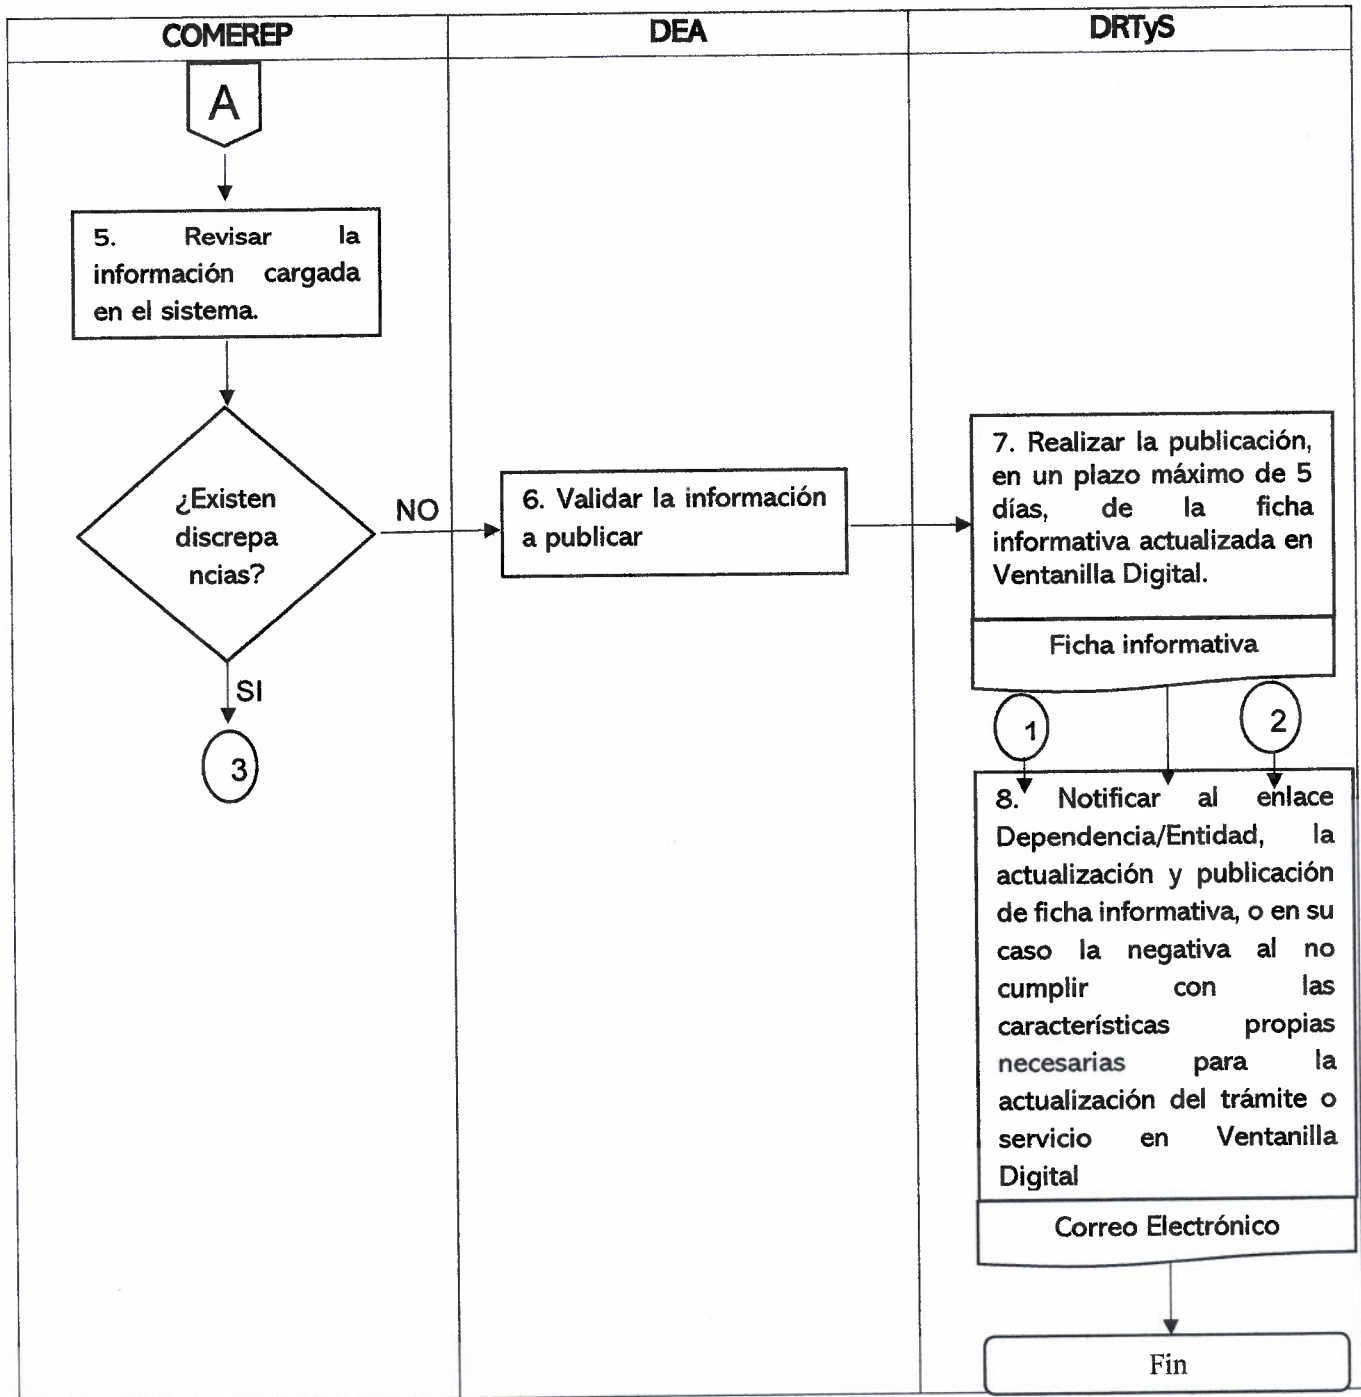 COMEREP
DEA
DRTyS
A
5. Revisar la
información cargada
en el sistema.
¿Existen
discrepa
ncias?
NO
SI
3
6. Validar la información
a publicar
7. Realizar la publicación,
en un plazo máximo de 5
días, de la ficha
informativa actualizada en
Ventanilla Digital.
Ficha informativa
1
2
8. Notificar al enlace
Dependencia/Entidad, la
actualización y publicación
de ficha informativa, o en su
caso la negativa al no
cumplir con las
características propias
necesarias para la
actualización del trámite o
servicio en Ventanilla
Digital
Correo Electrónico
Fin